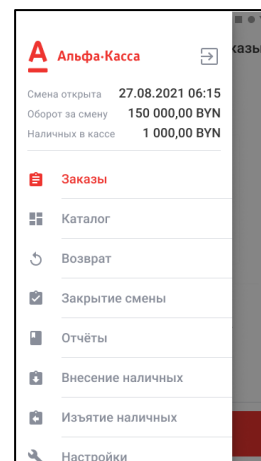 Альфа-Касса
Смена открыта 27.08.2021 06:15
Оборот за смену 150 000,00 BYN
Наличных в кассе 1 000,00 BYN
Заказы
Каталог
Возврат
Закрытие смены
Отчёты
Внесение наличных
Изъятие наличных
Настройки